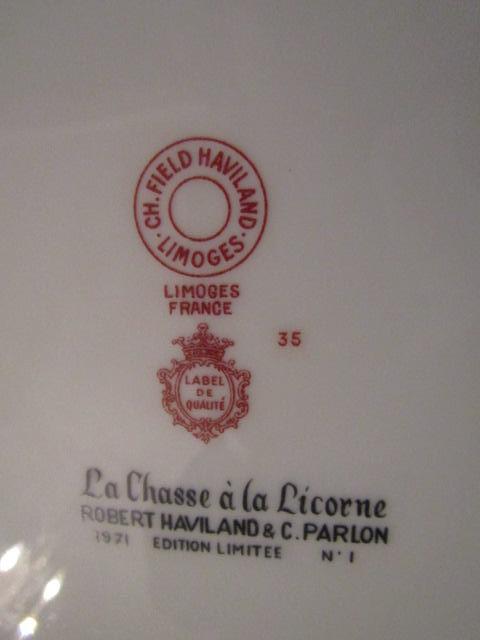 CH. FIELD HAVILAND
· LIMOGES ·
LIMOGES
FRANCE
35
LABEL
DE
QUALITÉ
La Chasse à la Licorne
ROBERT HAVILAND & C. PARLON
1971 EDITION LIMITEE N° 1